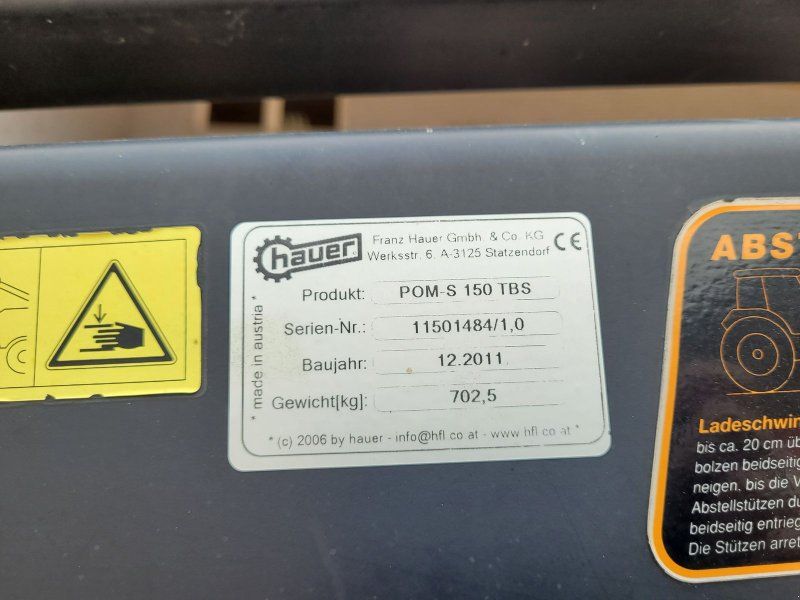 hauer
Franz Hauer Gmbh. & Co. KG
Werksstr. 6, A-3125 Statzendorf
CE
Produkt: POM-S 150 TBS
Serien-Nr.: 11501484/1,0
Baujahr: 12.2011
Gewicht[kg]: 702,5
* made in austria *
* (c) 2006 by hauer - info@hfl.co.at - www.hfl.co.at *
ABST
Ladeschwin
bis ca. 20 cm üb
bolzen beidseitig
neigen, bis die V
Abstellstützen du
beidseitig entrieg
Die Stützen arret